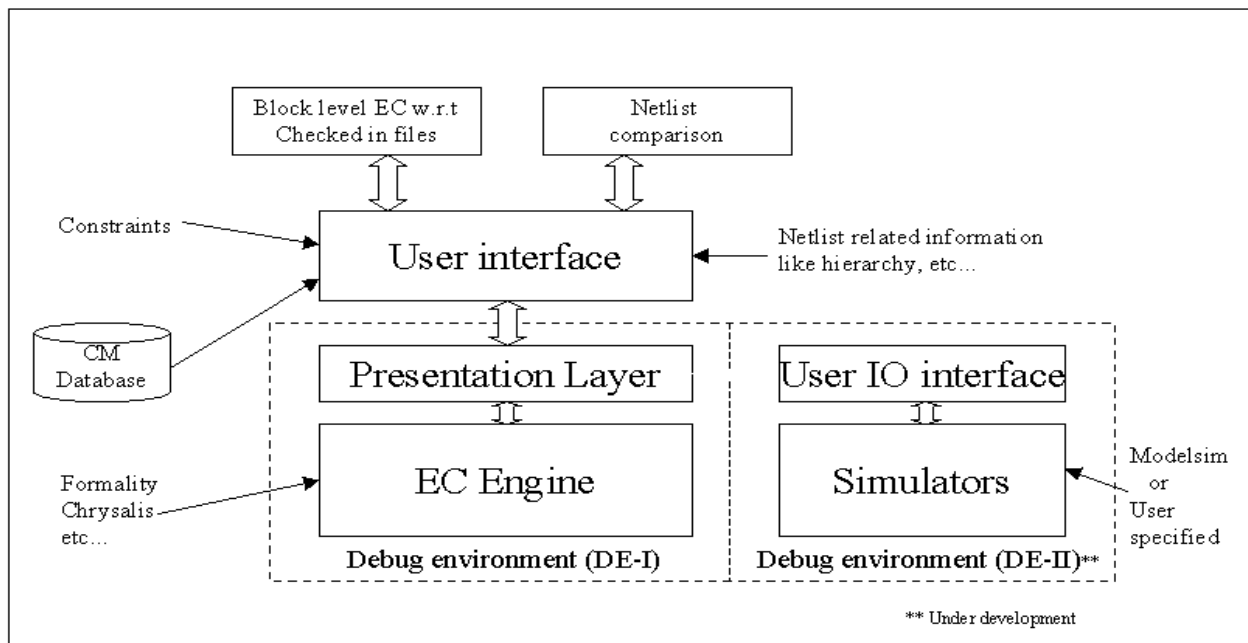 Block level EC w.r.t
Checked in files
Netlist
comparison
Constraints
User interface
Netlist related information
like hierarchy, etc...
CM
Database
Presentation Layer
User IO interface
Formality
Chrysalis
etc...
EC Engine
Simulators
Modelsim
or
User
specified
Debug environment (DE-I)
Debug environment (DE-II)**
** Under development